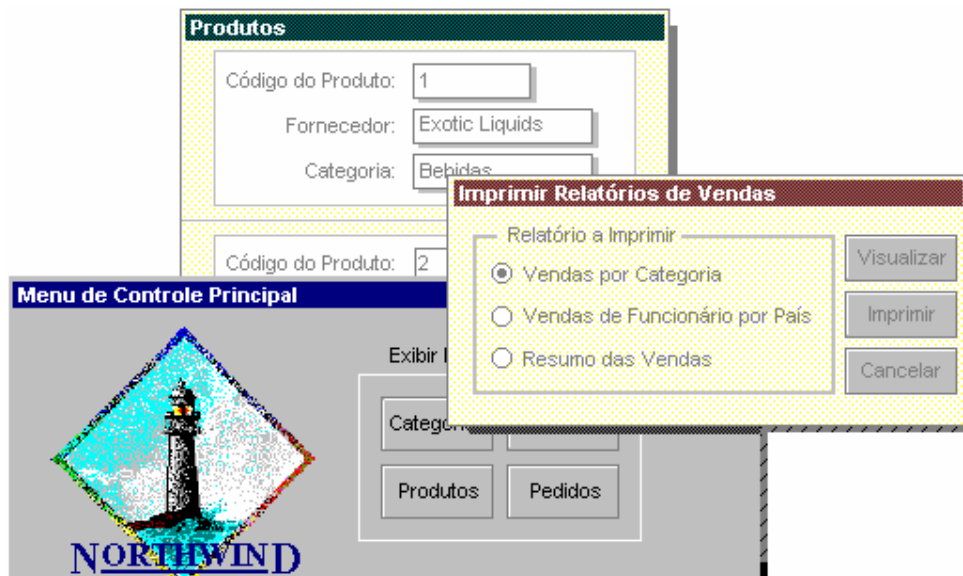 Produtos
Código do Produto: 1
Fornecedor: Exotic Liquids
Categoria: Bebidas
Código do Produto: 2
Imprimir Relatórios de Vendas
Relatório a Imprimir
Vendas por Categoria
Vendas de Funcionário por País
Resumo das Vendas
Visualizar
Imprimir
Cancelar
Menu de Controle Principal
Exibir
Produtos
Pedidos
NORTHWIND